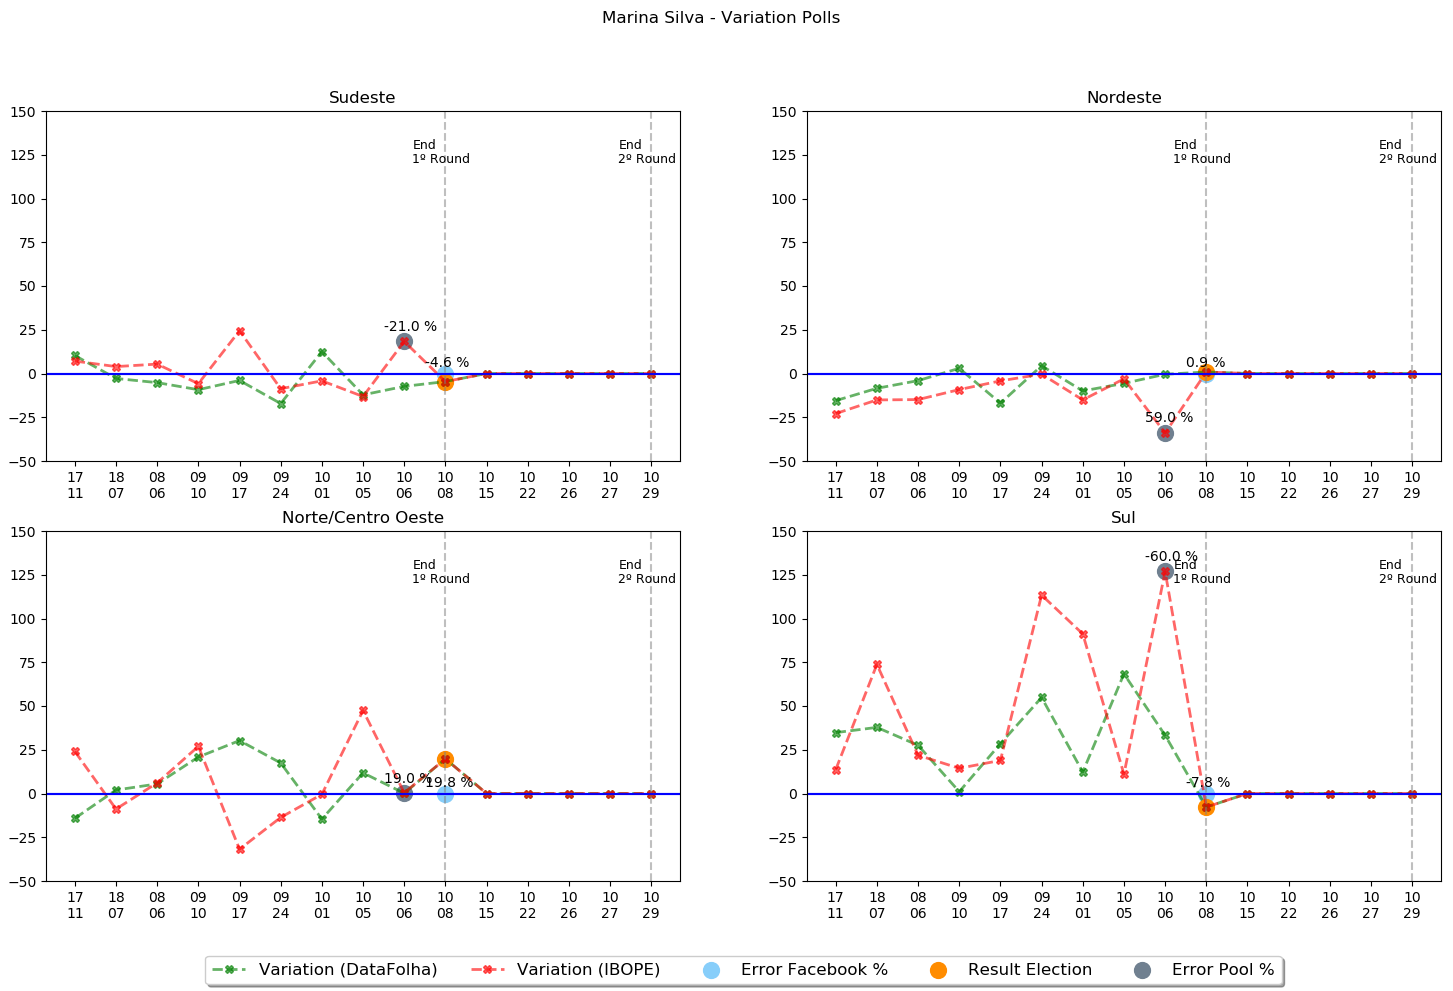 Marina Silva - Variation Polls
Sudeste
150
125
100
75
50
25
0
−25
−50
End
1º Round
End
2º Round
-21.0 %
-4.6 %
17 18 08 09 09 09 10 10 10 10 10 10 10 10 10
11 07 06 10 17 24 01 05 06 08 15 22 26 27 29
Nordeste
150
125
100
75
50
25
0
−25
−50
End
1º Round
End
2º Round
0.9 %
59.0 %
17 18 08 09 09 09 10 10 10 10 10 10 10 10 10
11 07 06 10 17 24 01 05 06 08 15 22 26 27 29
Norte/Centro Oeste
150
125
100
75
50
25
0
−25
−50
End
1º Round
End
2º Round
19.0 %
19.8 %
17 18 08 09 09 09 10 10 10 10 10 10 10 10 10
11 07 06 10 17 24 01 05 06 08 15 22 26 27 29
Sul
150
125
100
75
50
25
0
−25
−50
-60.0 %
End
1º Round
End
2º Round
-7.8 %
17 18 08 09 09 09 10 10 10 10 10 10 10 10 10
11 07 06 10 17 24 01 05 06 08 15 22 26 27 29
Variation (DataFolha) Variation (IBOPE) Error Facebook % Result Election Error Pool %